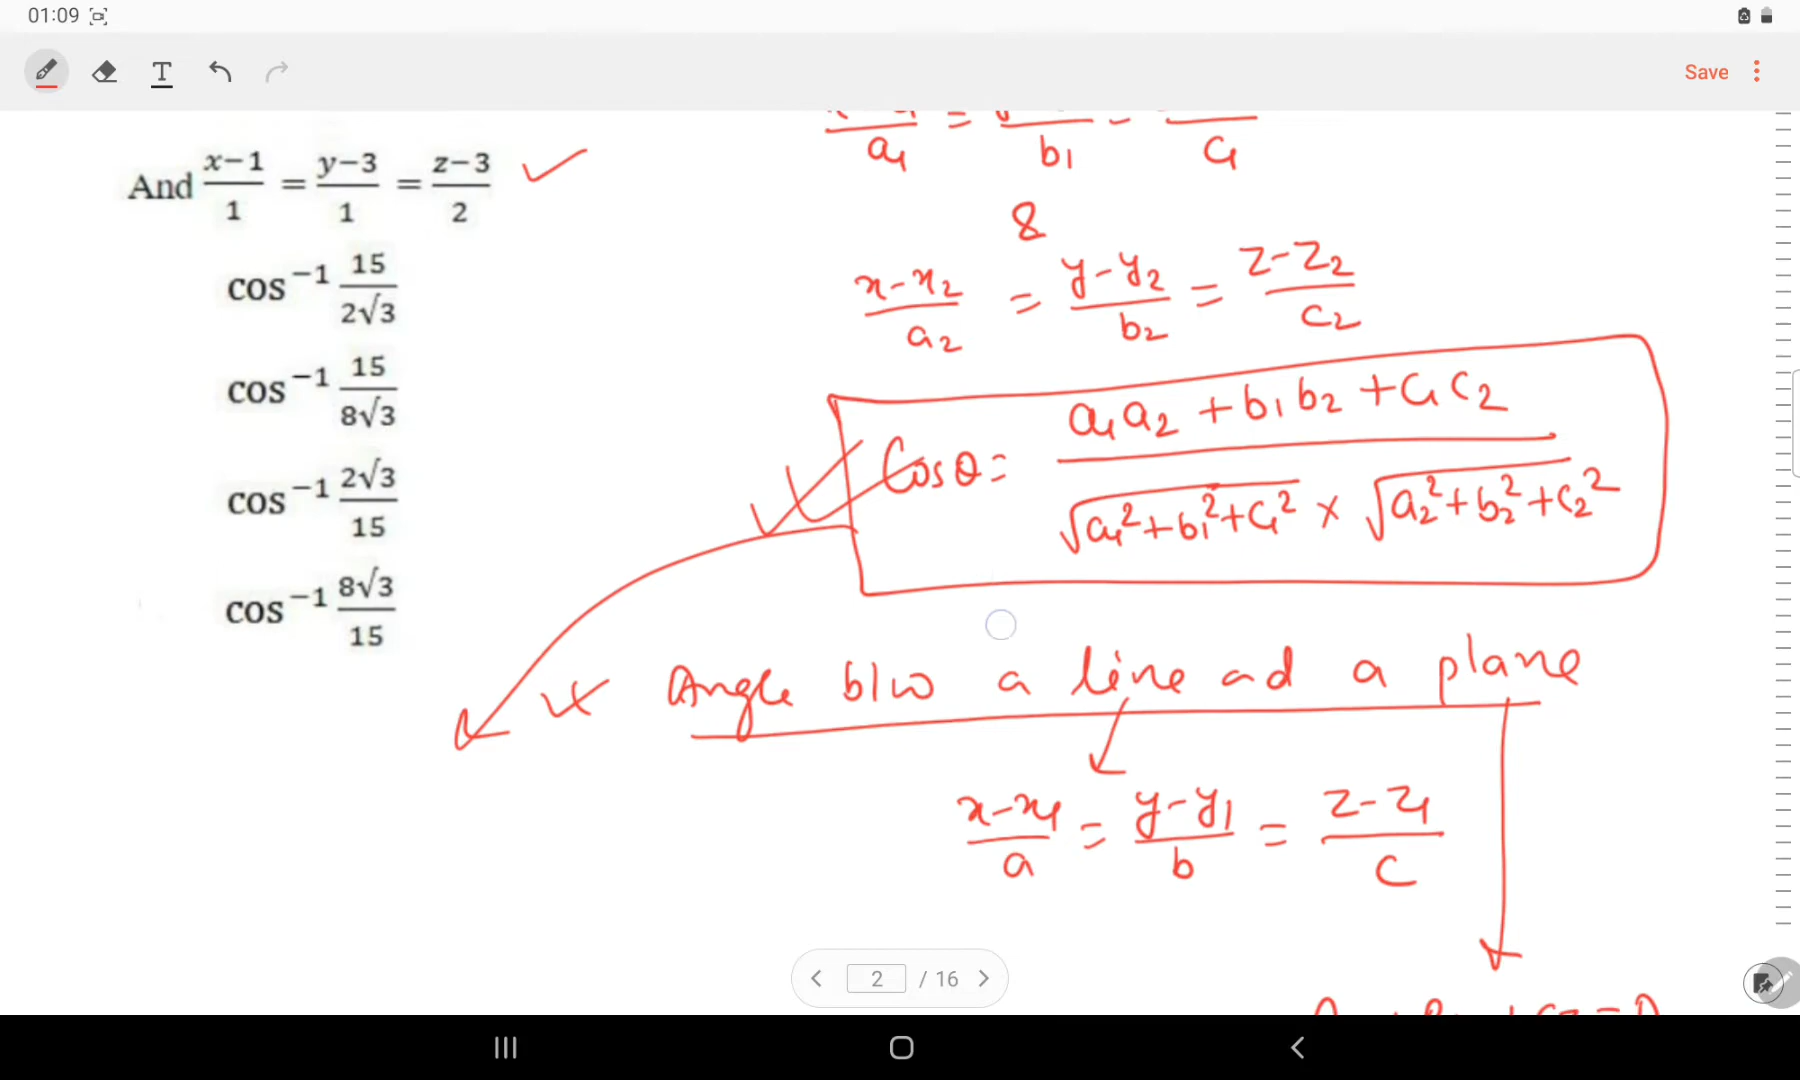 01:09
T
Save
And x−1/1 = y−3/1 = z−3/2
a₁ = b₁ = c₁
&
cos⁻¹ 15/2√3
x-x₂/a₂ = y-y₂/b₂ = z-z₂/c₂
cos⁻¹ 15/8√3
Cosθ = a₁a₂ + b₁b₂ + c₁c₂ / √a₁²+b₁²+c₁² × √a₂²+b₂²+c₂²
cos⁻¹ 2√3/15
cos⁻¹ 8√3/15
Angle b/w a line ad a plane
x-x₁/a = y-y₁/b = z-z₁/c
2 / 16